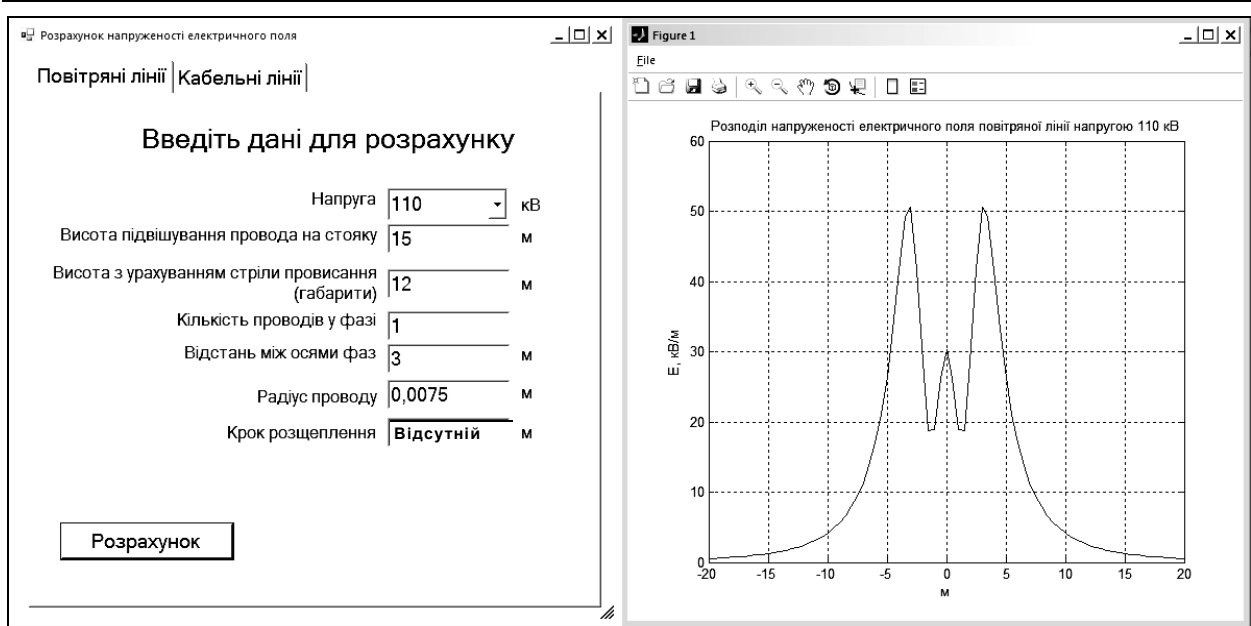 Розрахунок напруженості електричного поля
Повітряні лінії
Кабельні лінії
Введіть дані для розрахунку
Напруга 110 кВ
Висота підвішування провода на стояку 15 м
Висота з урахуванням стріли провисання
(габарити) 12 м
Кількість проводів у фазі 1
Відстань між осями фаз 3 м
Радіус проводу 0,0075 м
Крок розщеплення Відсутній м
Розрахунок
Figure 1
File
Розподіл напруженості електричного поля повітряної лінії напругою 110 кВ
60
50
40
30
20
10
0
E, кВ/м
-20 -15 -10 -5 0 5 10 15 20
м